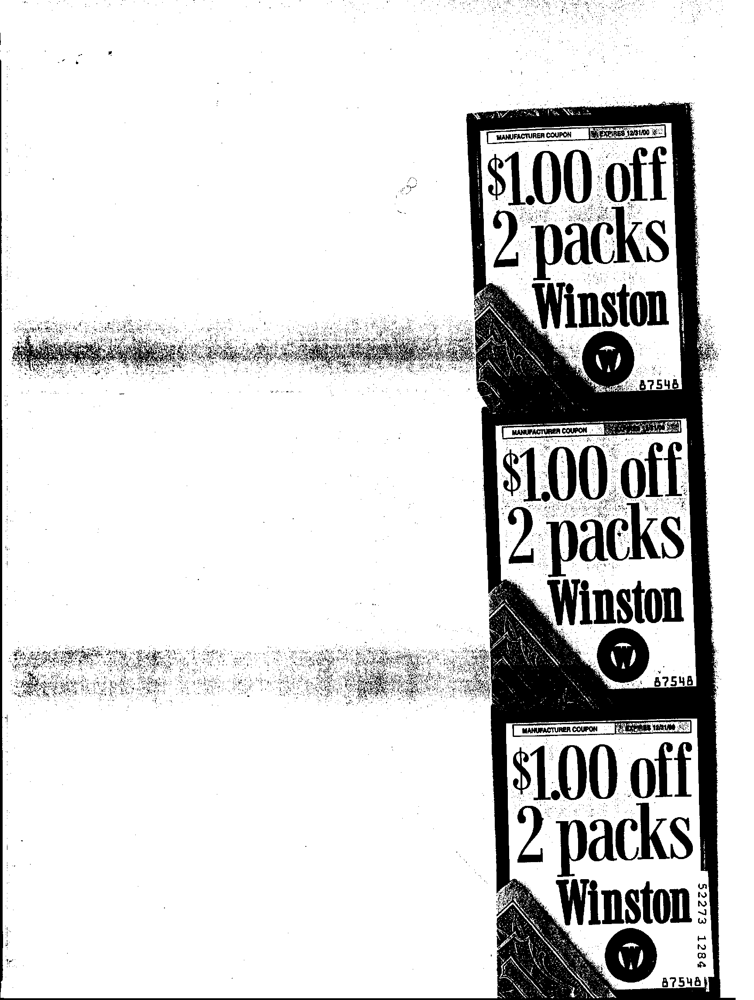 MANUFACTURER COUPON EXPIRES 12/31/00
$1.00 off
2 packs
Winston
W
87548
MANUFACTURER COUPON
$1.00 off
2 packs
Winston
W
87548
MANUFACTURER COUPON EXPIRES 12/31/00
$1.00 off
2 packs
Winston
W
87548
52273 1284